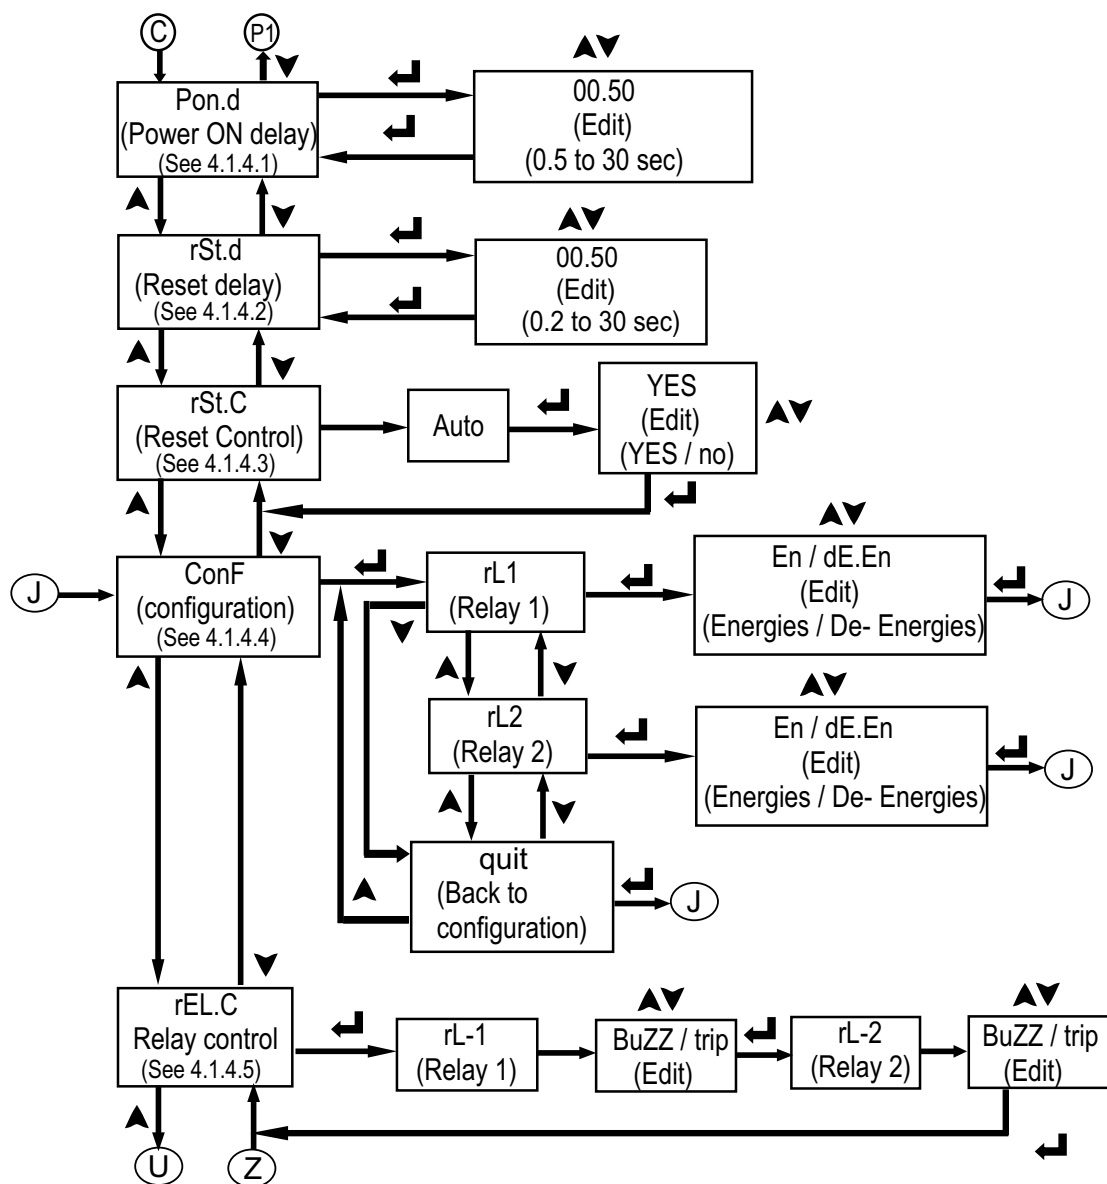 C
P1
Pon.d
(Power ON delay)
(See 4.1.4.1)
00.50
(Edit)
(0.5 to 30 sec)
rSt.d
(Reset delay)
(See 4.1.4.2)
00.50
(Edit)
(0.2 to 30 sec)
rSt.C
(Reset Control)
(See 4.1.4.3)
Auto
YES
(Edit)
(YES / no)
J
ConF
(configuration)
(See 4.1.4.4)
rL1
(Relay 1)
En / dE.En
(Edit)
(Energies / De- Energies)
J
rL2
(Relay 2)
En / dE.En
(Edit)
(Energies / De- Energies)
J
quit
(Back to
configuration)
J
rEL.C
Relay control
(See 4.1.4.5)
rL-1
(Relay 1)
BuZZ / trip
(Edit)
rL-2
(Relay 2)
BuZZ / trip
(Edit)
U
Z